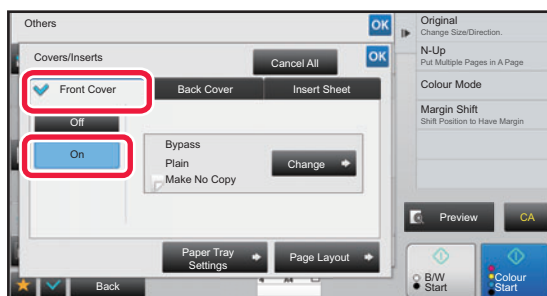 Others
OK
Covers/Inserts
Cancel All
OK
Front Cover
Back Cover
Insert Sheet
Off
On
Bypass
Plain
Make No Copy
Change
Paper Tray
Settings
Page Layout
Back
A4
Original
Change Size/Direction.
N-Up
Put Multiple Pages in A Page
Colour Mode
Margin Shift
Shift Position to Have Margin
Preview
CA
B/W
Start
Colour
Start